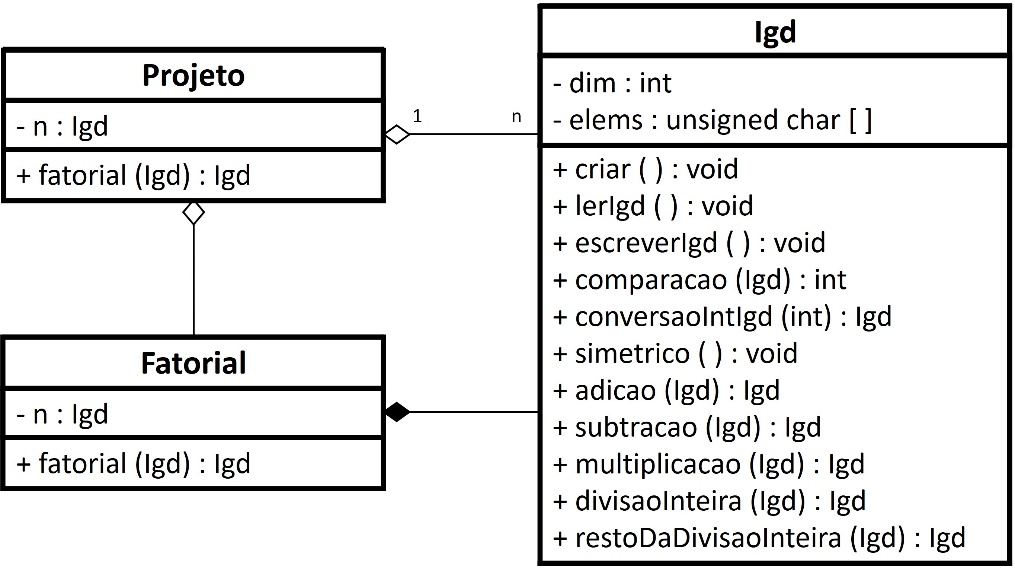 Projeto
- n : Igd
+ fatorial (Igd) : Igd
1
n
Igd
- dim : int
- elems : unsigned char [ ]
+ criar ( ) : void
+ lerIgd ( ) : void
+ escreverIgd ( ) : void
+ comparacao (Igd) : int
+ conversaoIntIgd (int) : Igd
+ simetrico ( ) : void
+ adicao (Igd) : Igd
+ subtracao (Igd) : Igd
+ multiplicacao (Igd) : Igd
+ divisaoInteira (Igd) : Igd
+ restoDaDivisaoInteira (Igd) : Igd
Fatorial
- n : Igd
+ fatorial (Igd) : Igd